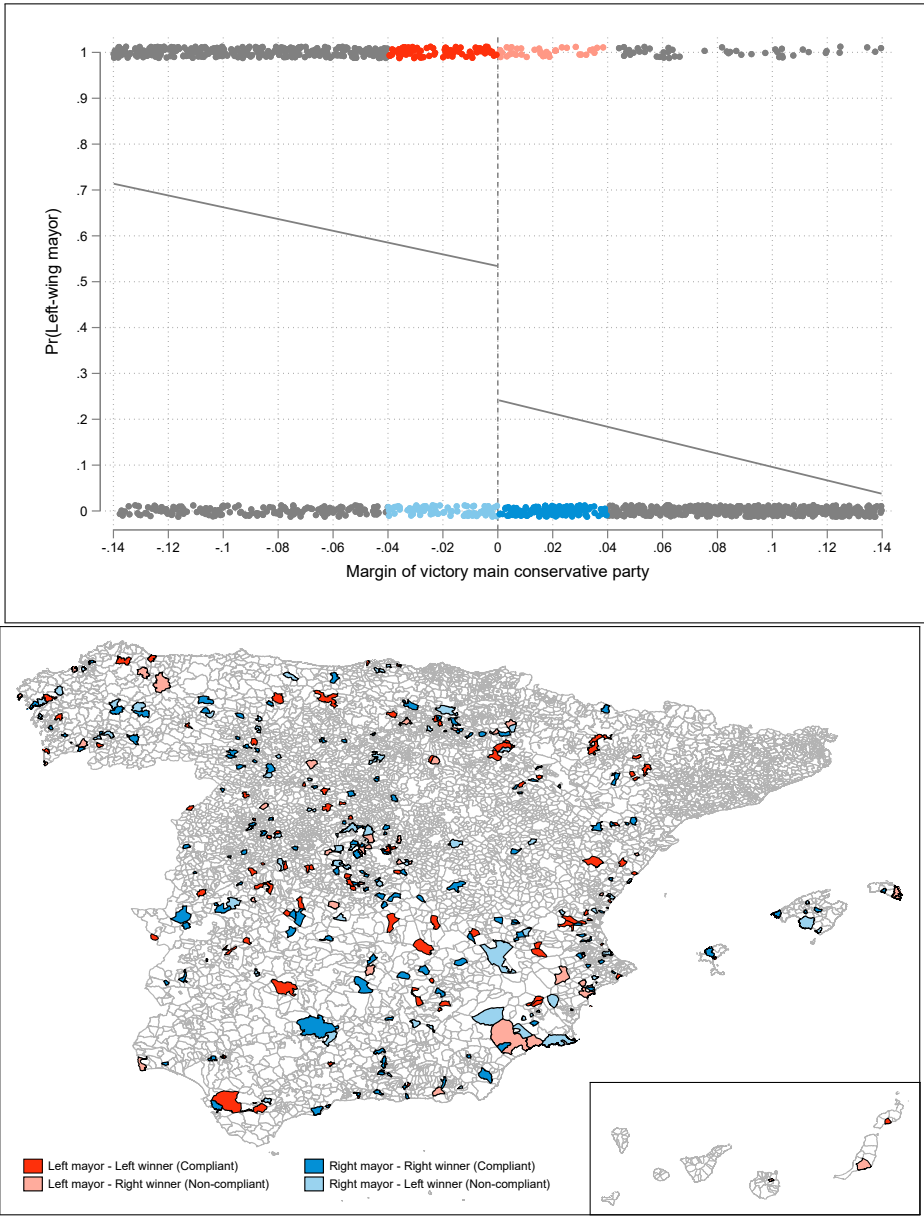 1
.9
.8
.7
.6
.5
.4
.3
.2
.1
0
Pr(Left-wing mayor)
-.14 -.12 -.1 -.08 -.06 -.04 -.02 0 .02 .04 .06 .08 .1 .12 .14
Margin of victory main conservative party
Left mayor - Left winner (Compliant)
Left mayor - Right winner (Non-compliant)
Right mayor - Right winner (Compliant)
Right mayor - Left winner (Non-compliant)